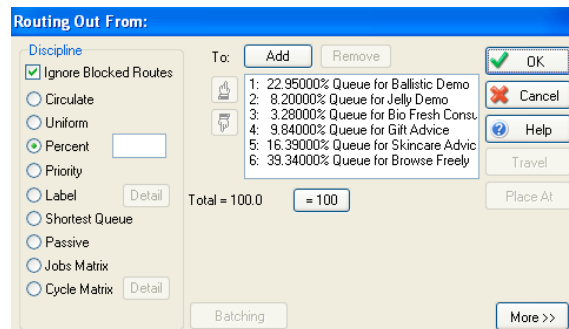 Routing Out From:
Discipline
Ignore Blocked Routes
Circulate
Uniform
Percent
Priority
Label Detail
Shortest Queue
Passive
Jobs Matrix
Cycle Matrix Detail
To: Add Remove
1: 22.95000% Queue for Ballistic Demo
2: 8.20000% Queue for Jelly Demo
3: 3.28000% Queue for Bio Fresh Consu
4: 9.84000% Queue for Gift Advice
5: 16.39000% Queue for Skincare Advic
6: 39.34000% Queue for Browse Freely
Total = 100.0 = 100
Batching
OK
Cancel
Help
Travel
Place At
More >>